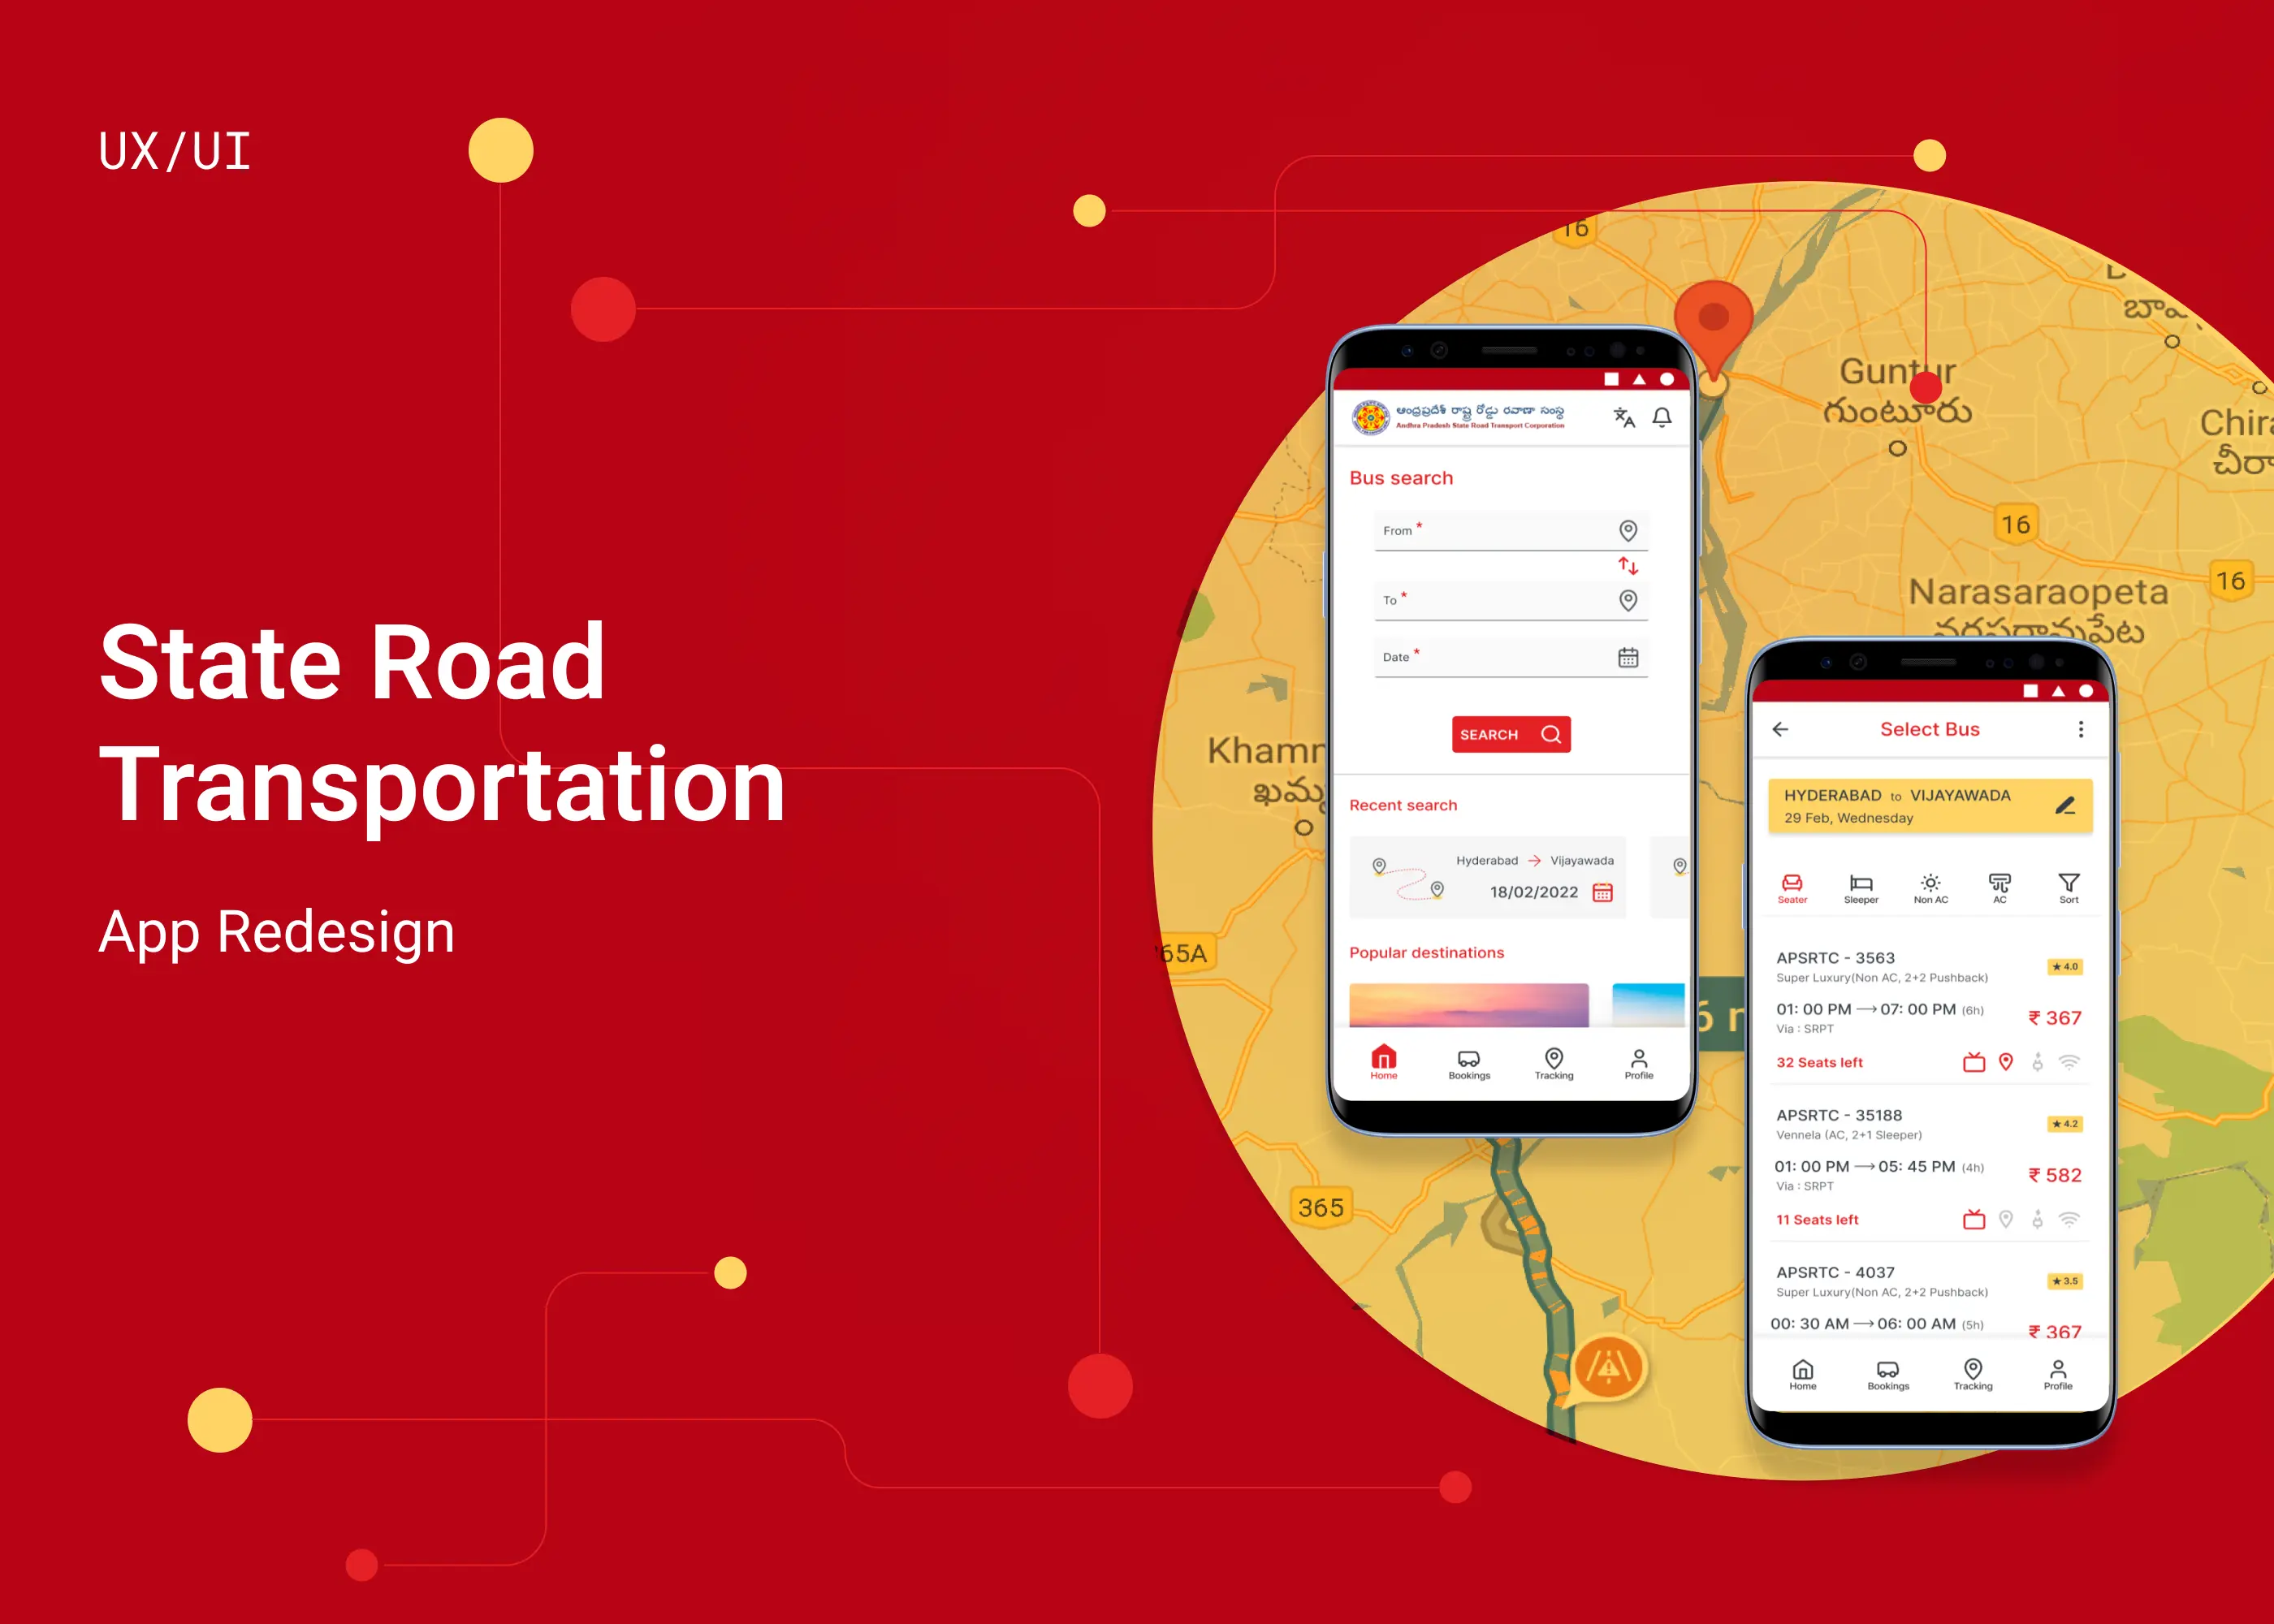 UX/UI
State Road
Transportation
App Redesign
16
Guntur
గుంటూరు
16
Narasaraopeta
నరసరావుపేట
16
365
ఆంధ్రప్రదేశ్ రాష్ట్ర రోడ్డు రవాణా సంస్థ
Andhra Pradesh State Road Transport Corporation
Bus search
From *
To *
Date *
SEARCH
Recent search
Hyderabad → Vijayawada
18/02/2022
Popular destinations
Home Bookings Tracking Profile
Select Bus
HYDERABAD to VIJAYAWADA
29 Feb, Wednesday
Seater Sleeper Non AC AC Sort
APSRTC - 3563
★ 4.0
Super Luxury(Non AC, 2+2 Pushback)
01: 00 PM → 07: 00 PM (6h)
₹ 367
Via : SRPT
32 Seats left
APSRTC - 35188
★ 4.2
Vennela (AC, 2+1 Sleeper)
01: 00 PM → 05: 45 PM (4h)
₹ 582
Via : SRPT
11 Seats left
APSRTC - 4037
★ 3.5
Super Luxury(Non AC, 2+2 Pushback)
00: 30 AM → 06: 00 AM (5h)
₹ 367
Home Bookings Tracking Profile